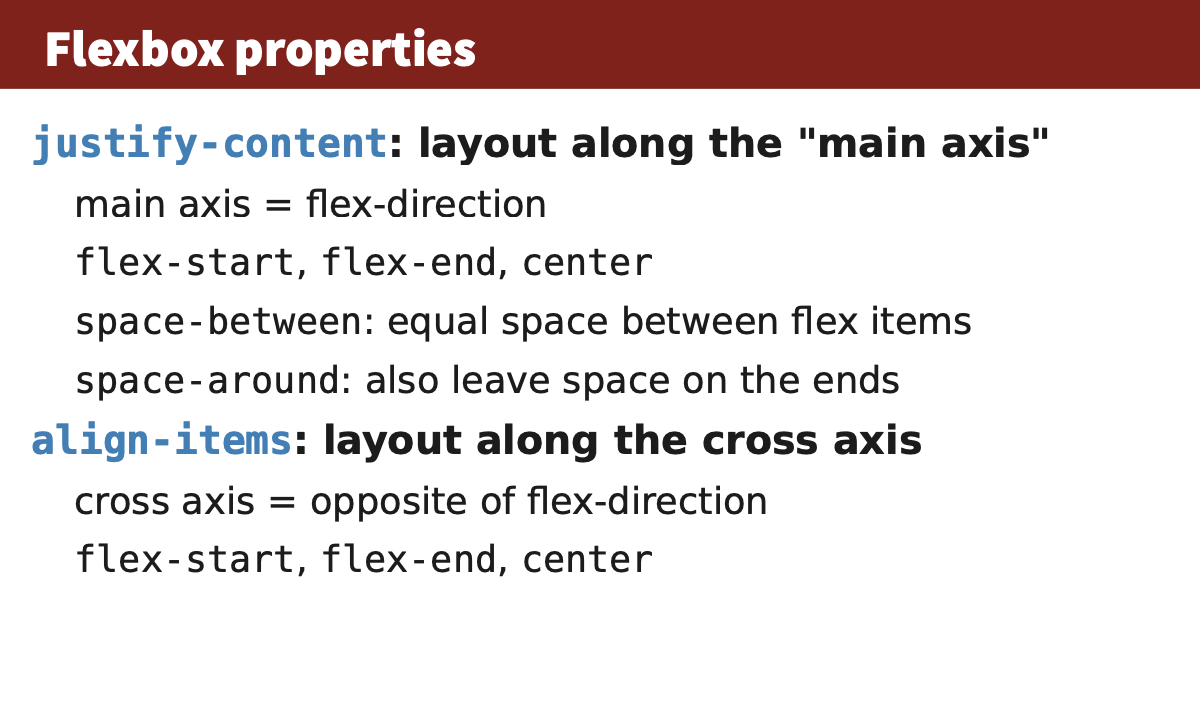 Flexbox properties
justify-content: layout along the "main axis"
main axis = flex-direction
flex-start, flex-end, center
space-between: equal space between flex items
space-around: also leave space on the ends
align-items: layout along the cross axis
cross axis = opposite of flex-direction
flex-start, flex-end, center